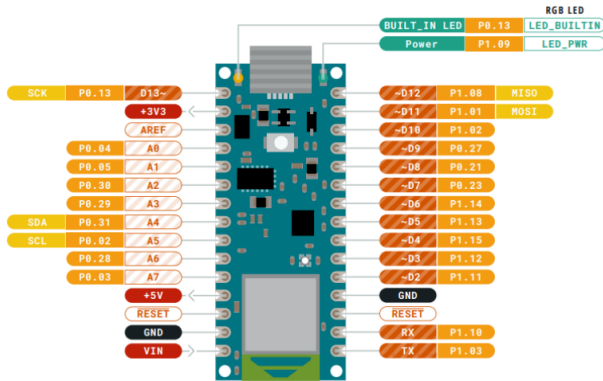 RGB LED
BUILT_IN LED P0.13 LED_BUILTIN
Power P1.09 LED_PWR
SCK P0.13 D13~
+3V3
AREF
P0.04 A0
P0.05 A1
P0.30 A2
P0.29 A3
SDA P0.31 A4
SCL P0.02 A5
P0.28 A6
P0.03 A7
+5V
RESET
GND
VIN
~D12 P1.08 MISO
~D11 P1.01 MOSI
~D10 P1.02
~D9 P0.27
~D8 P0.21
~D7 P0.23
~D6 P1.14
~D5 P1.13
~D4 P1.15
~D3 P1.12
~D2 P1.11
GND
RESET
RX P1.10
TX P1.03